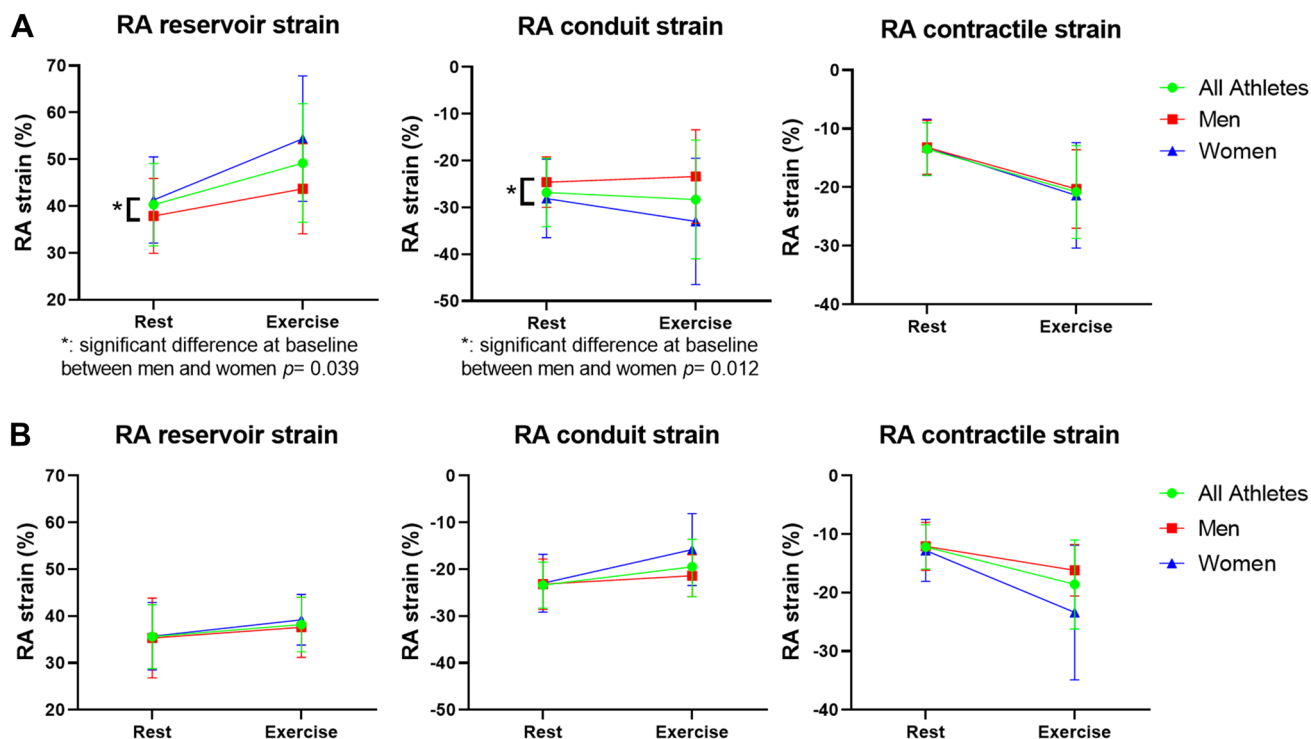 A
RA reservoir strain
RA conduit strain
RA contractile strain
RA strain (%)
70
60
50
40
30
20
*
Rest
Exercise
*: significant difference at baseline
between men and women p= 0.039
RA strain (%)
0
-10
-20
-30
-40
-50
*
Rest
Exercise
*: significant difference at baseline
between men and women p= 0.012
RA strain (%)
0
-10
-20
-30
-40
Rest
Exercise
All Athletes
Men
Women
B
RA reservoir strain
RA conduit strain
RA contractile strain
RA strain (%)
70
60
50
40
30
20
Rest
Exercise
RA strain (%)
0
-10
-20
-30
-40
-50
Rest
Exercise
RA strain (%)
0
-10
-20
-30
-40
Rest
Exercise
All Athletes
Men
Women